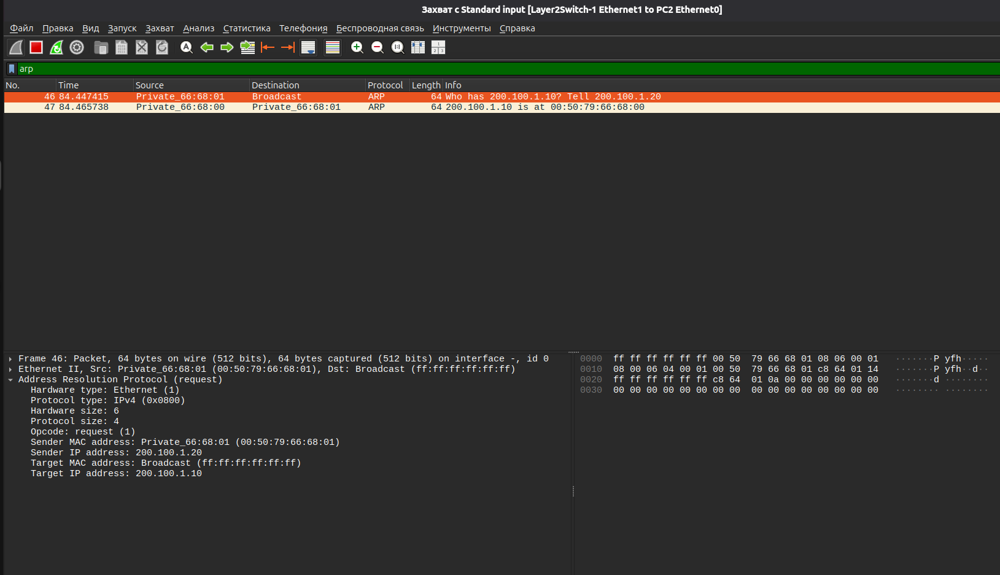 Захват с Standard input [Layer2Switch-1 Ethernet1 to PC2 Ethernet0]
Файл Правка Вид Запуск Захват Анализ Статистика Телефония Беспроводная связь Инструменты Справка
arp
No. Time Source Destination Protocol Length Info
46 84.447415 Private_66:68:01 Broadcast ARP 64 Who has 200.100.1.10? Tell 200.100.1.20
47 84.465738 Private_66:68:00 Private_66:68:01 ARP 64 200.100.1.10 is at 00:50:79:66:68:00
Frame 46: Packet, 64 bytes on wire (512 bits), 64 bytes captured (512 bits) on interface -, id 0
Ethernet II, Src: Private_66:68:01 (00:50:79:66:68:01), Dst: Broadcast (ff:ff:ff:ff:ff:ff)
Address Resolution Protocol (request)
Hardware type: Ethernet (1)
Protocol type: IPv4 (0x0800)
Hardware size: 6
Protocol size: 4
Opcode: request (1)
Sender MAC address: Private_66:68:01 (00:50:79:66:68:01)
Sender IP address: 200.100.1.20
Target MAC address: Broadcast (ff:ff:ff:ff:ff:ff)
Target IP address: 200.100.1.10
0000 ff ff ff ff ff ff 00 50 79 66 68 01 08 06 00 01 ·······P yfh·····
0010 08 00 06 04 00 01 00 50 79 66 68 01 c8 64 01 14 ·······P yfh··d··
0020 ff ff ff ff ff ff c8 64 01 0a 00 00 00 00 00 00 ·······d ········
0030 00 00 00 00 00 00 00 00 00 00 00 00 00 00 00 00 ········ ········